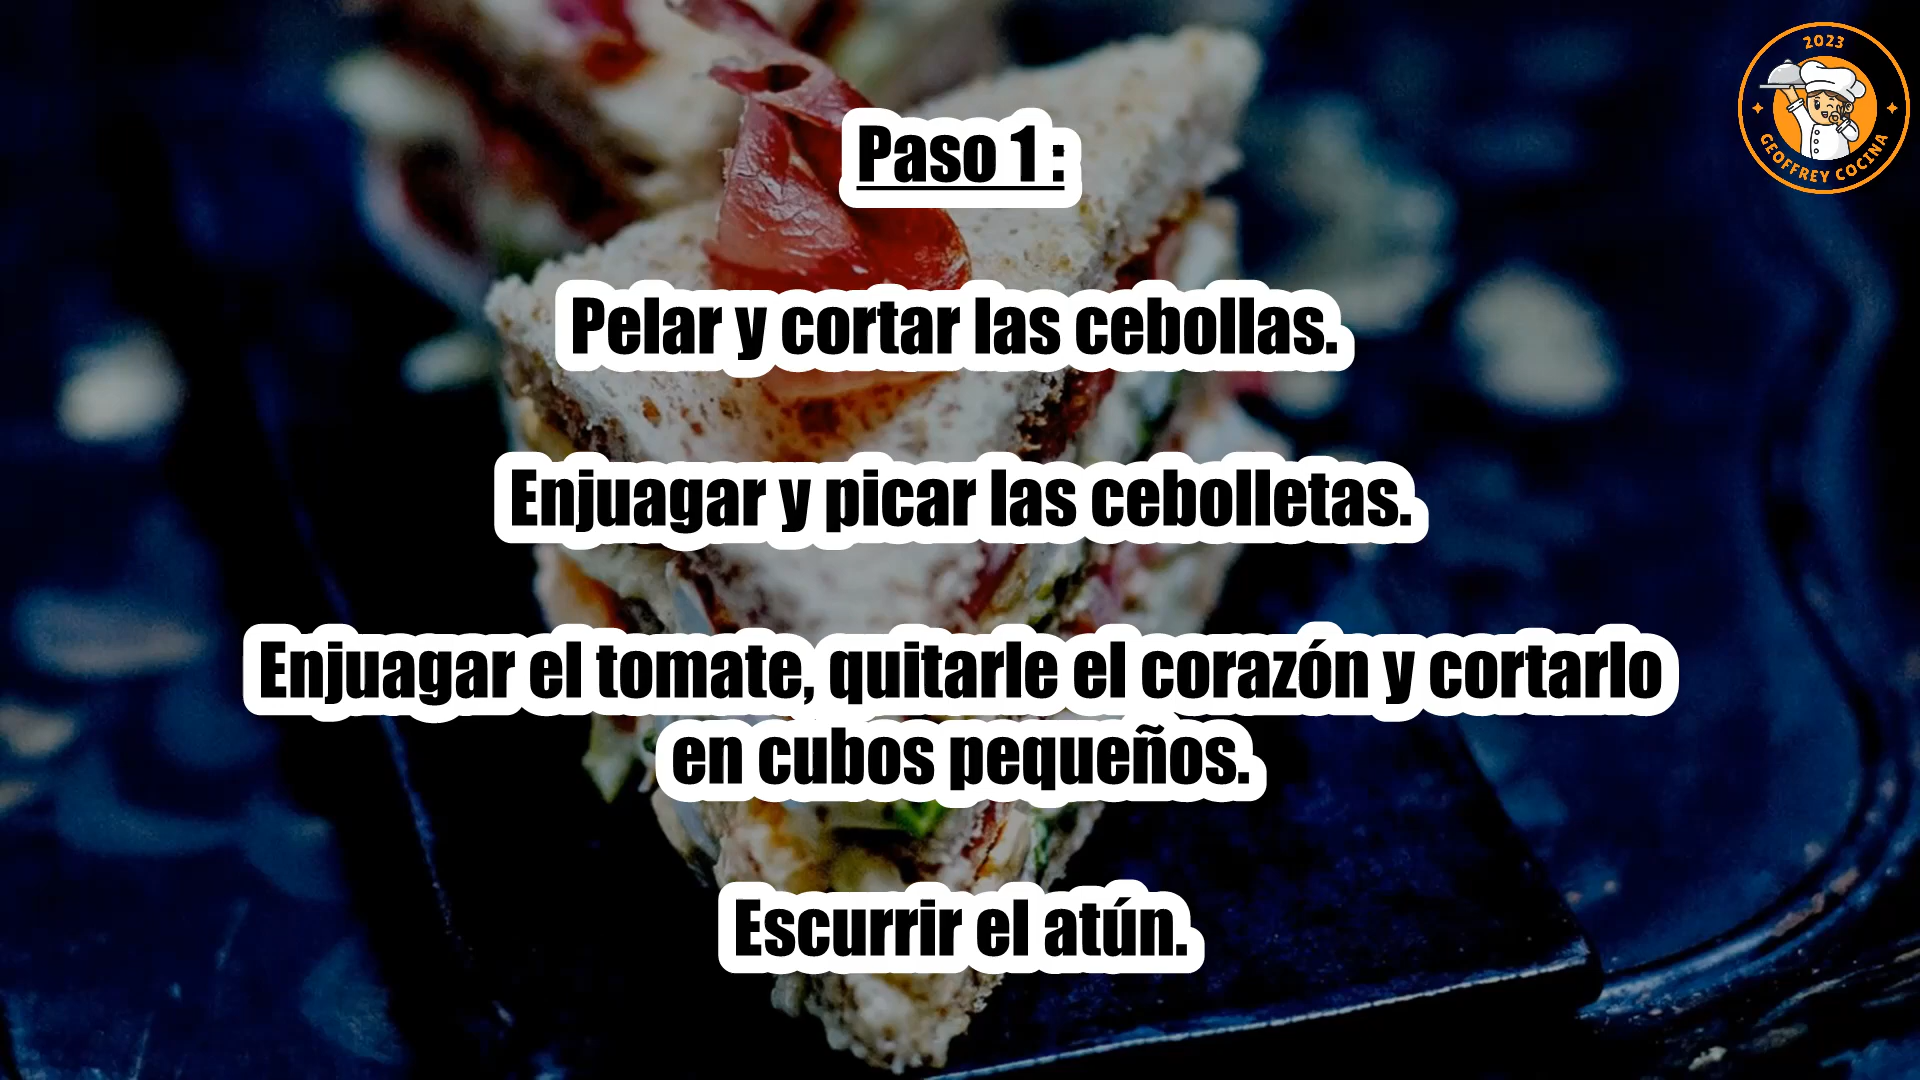 2023
GEOFFREY COCINA
Paso 1 :
Pelar y cortar las cebollas.
Enjuagar y picar las cebolletas.
Enjuagar el tomate, quitarle el corazón y cortarlo
en cubos pequeños.
Escurrir el atún.